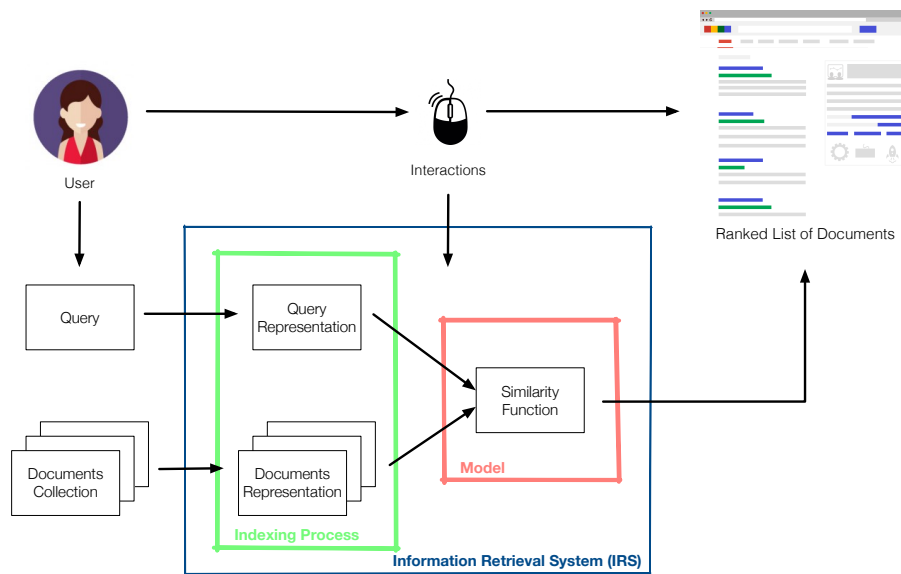 User
Interactions
Ranked List of Documents
Query
Query
Representation
Similarity
Function
Documents
Collection
Documents
Representation
Model
Indexing Process
Information Retrieval System (IRS)